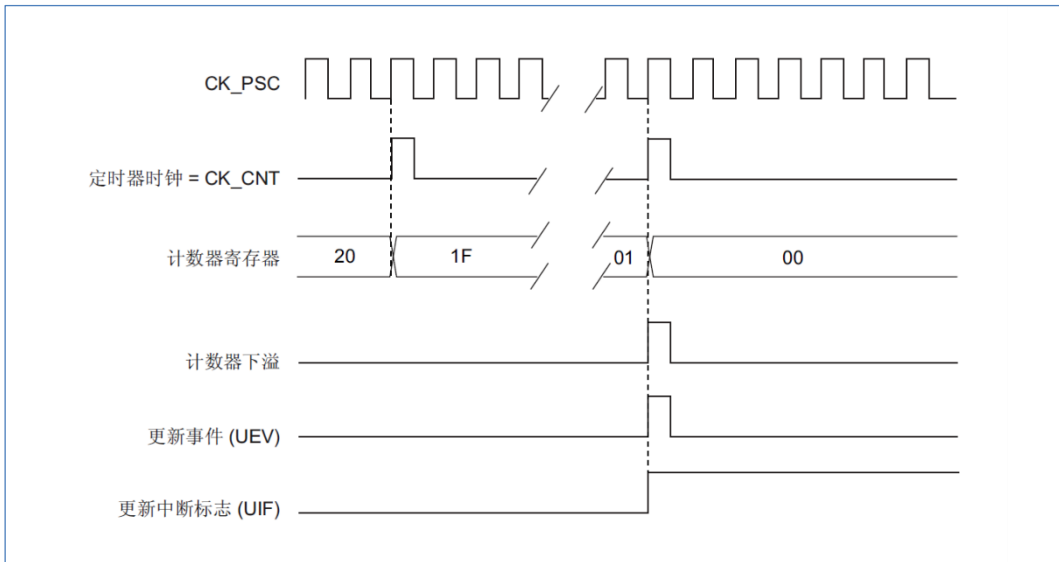 CK_PSC
定时器时钟 = CK_CNT
计数器寄存器 20 1F 01 00
计数器下溢
更新事件 (UEV)
更新中断标志 (UIF)